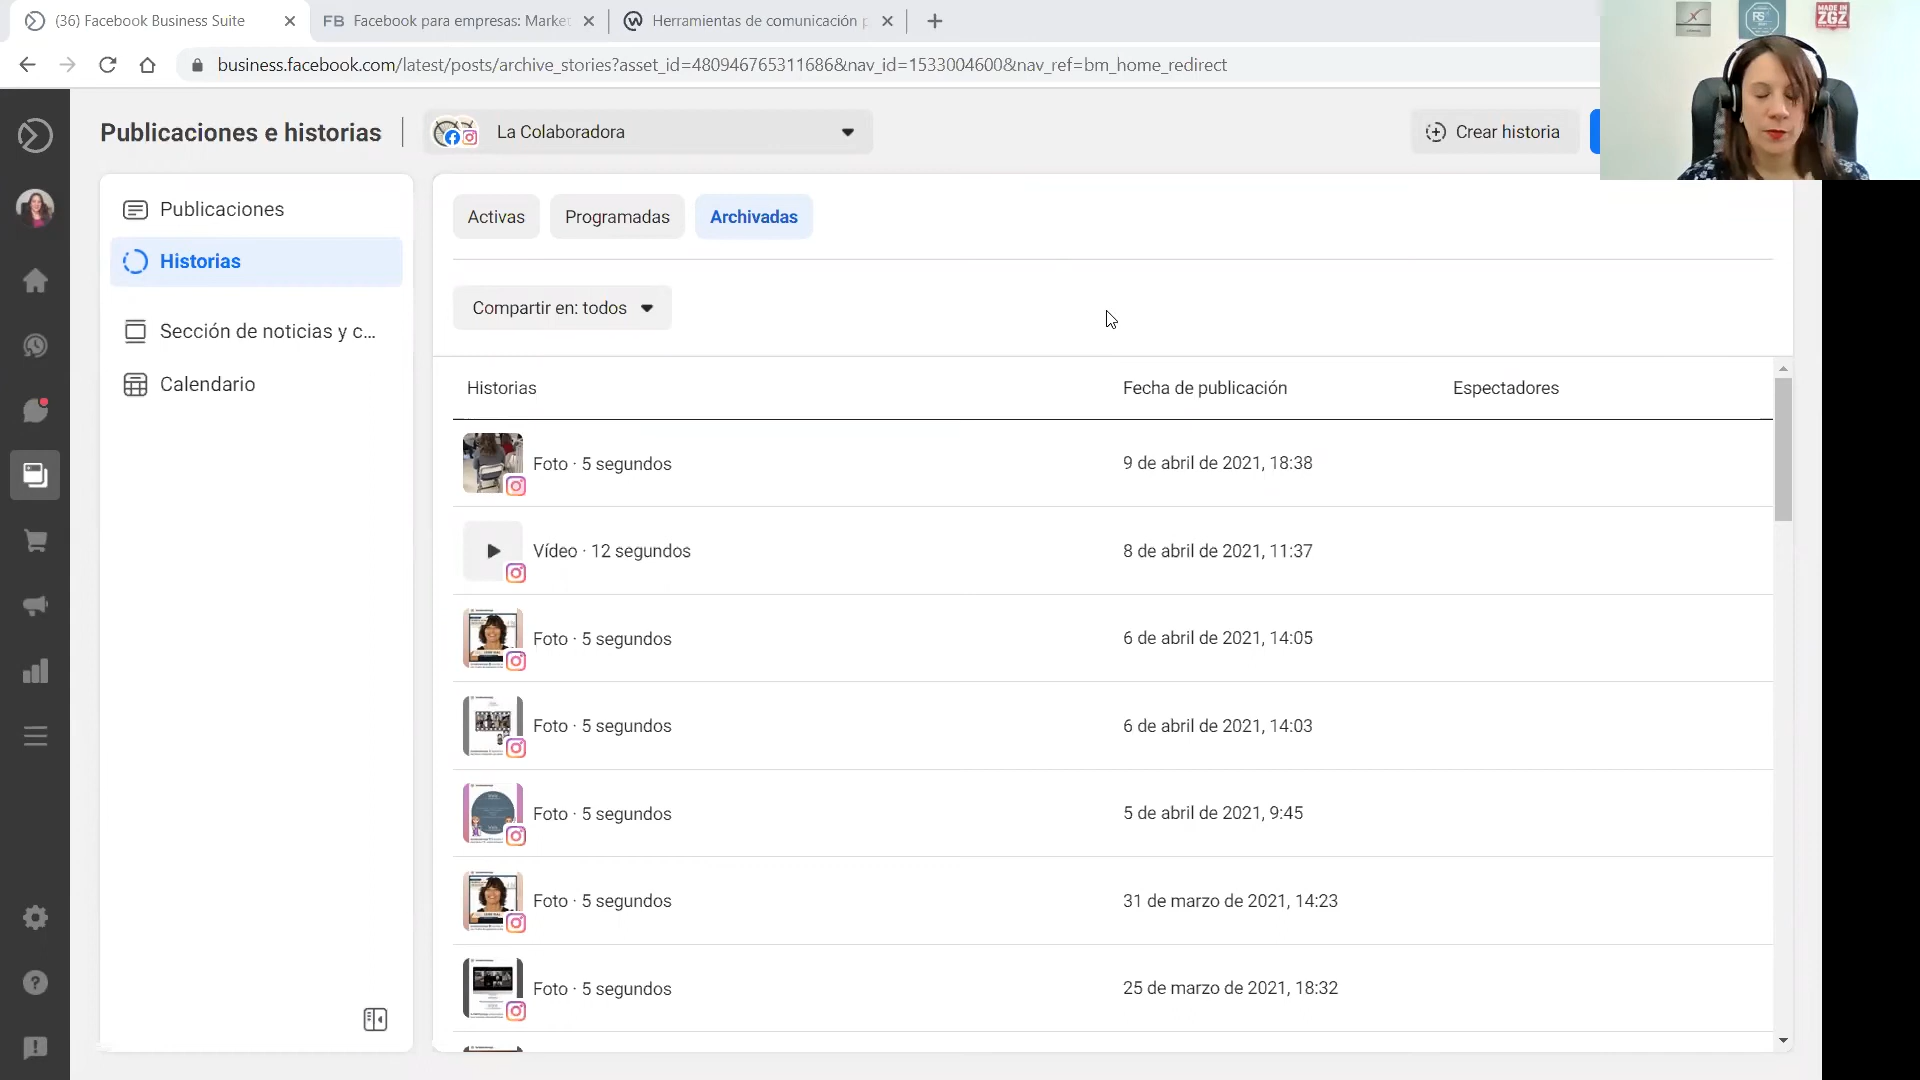 (36) Facebook Business Suite
FB Facebook para empresas: Market
Herramientas de comunicación p
business.facebook.com/latest/posts/archive_stories?asset_id=480946765311686&nav_id=1533004600&nav_ref=bm_home_redirect
MADE IN
ZGZ
RS
Publicaciones e historias
La Colaboradora
Crear historia
Publicaciones
Historias
Sección de noticias y c...
Calendario
Activas
Programadas
Archivadas
Compartir en: todos
Historias
Fecha de publicación
Espectadores
Foto · 5 segundos
9 de abril de 2021, 18:38
Vídeo · 12 segundos
8 de abril de 2021, 11:37
Foto · 5 segundos
6 de abril de 2021, 14:05
Foto · 5 segundos
6 de abril de 2021, 14:03
Foto · 5 segundos
5 de abril de 2021, 9:45
Foto · 5 segundos
31 de marzo de 2021, 14:23
Foto · 5 segundos
25 de marzo de 2021, 18:32